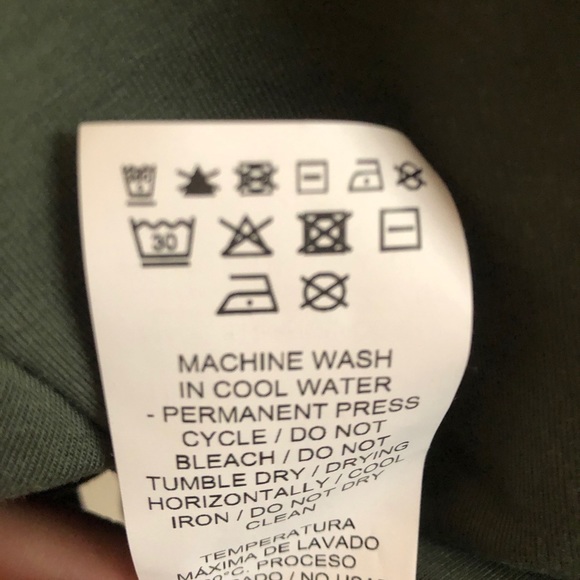 30
MACHINE WASH
IN COOL WATER
- PERMANENT PRESS
CYCLE / DO NOT
BLEACH / DO NOT
TUMBLE DRY / DRYING
HORIZONTALLY / COOL
IRON / DO NOT DRY
CLEAN
TEMPERATURA
MÁXIMA DE LAVADO
PROCESO